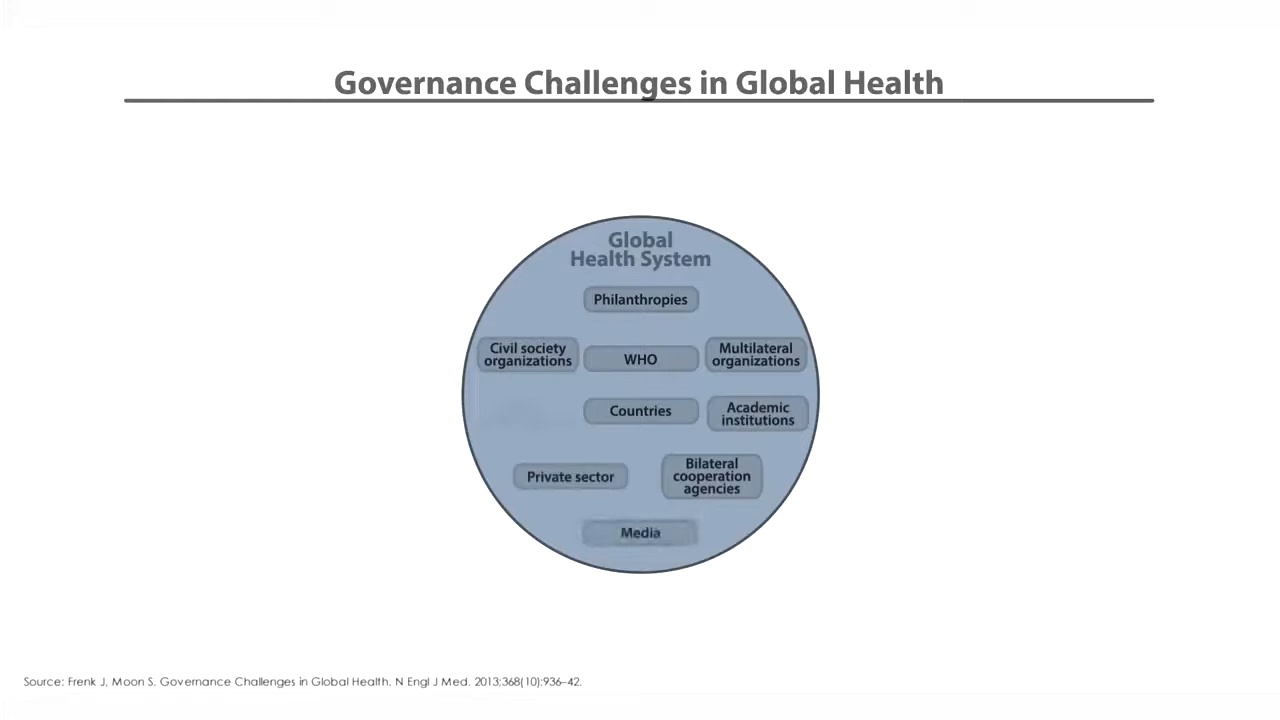 Governance Challenges in Global Health
Global
Health System
Philanthropies
Civil society
organizations
WHO
Multilateral
organizations
Countries
Academic
institutions
Private sector
Bilateral
cooperation
agencies
Media
Source: Frenk J, Moon S. Governance Challenges in Global Health. N Engl J Med. 2013;368(10):936–42.